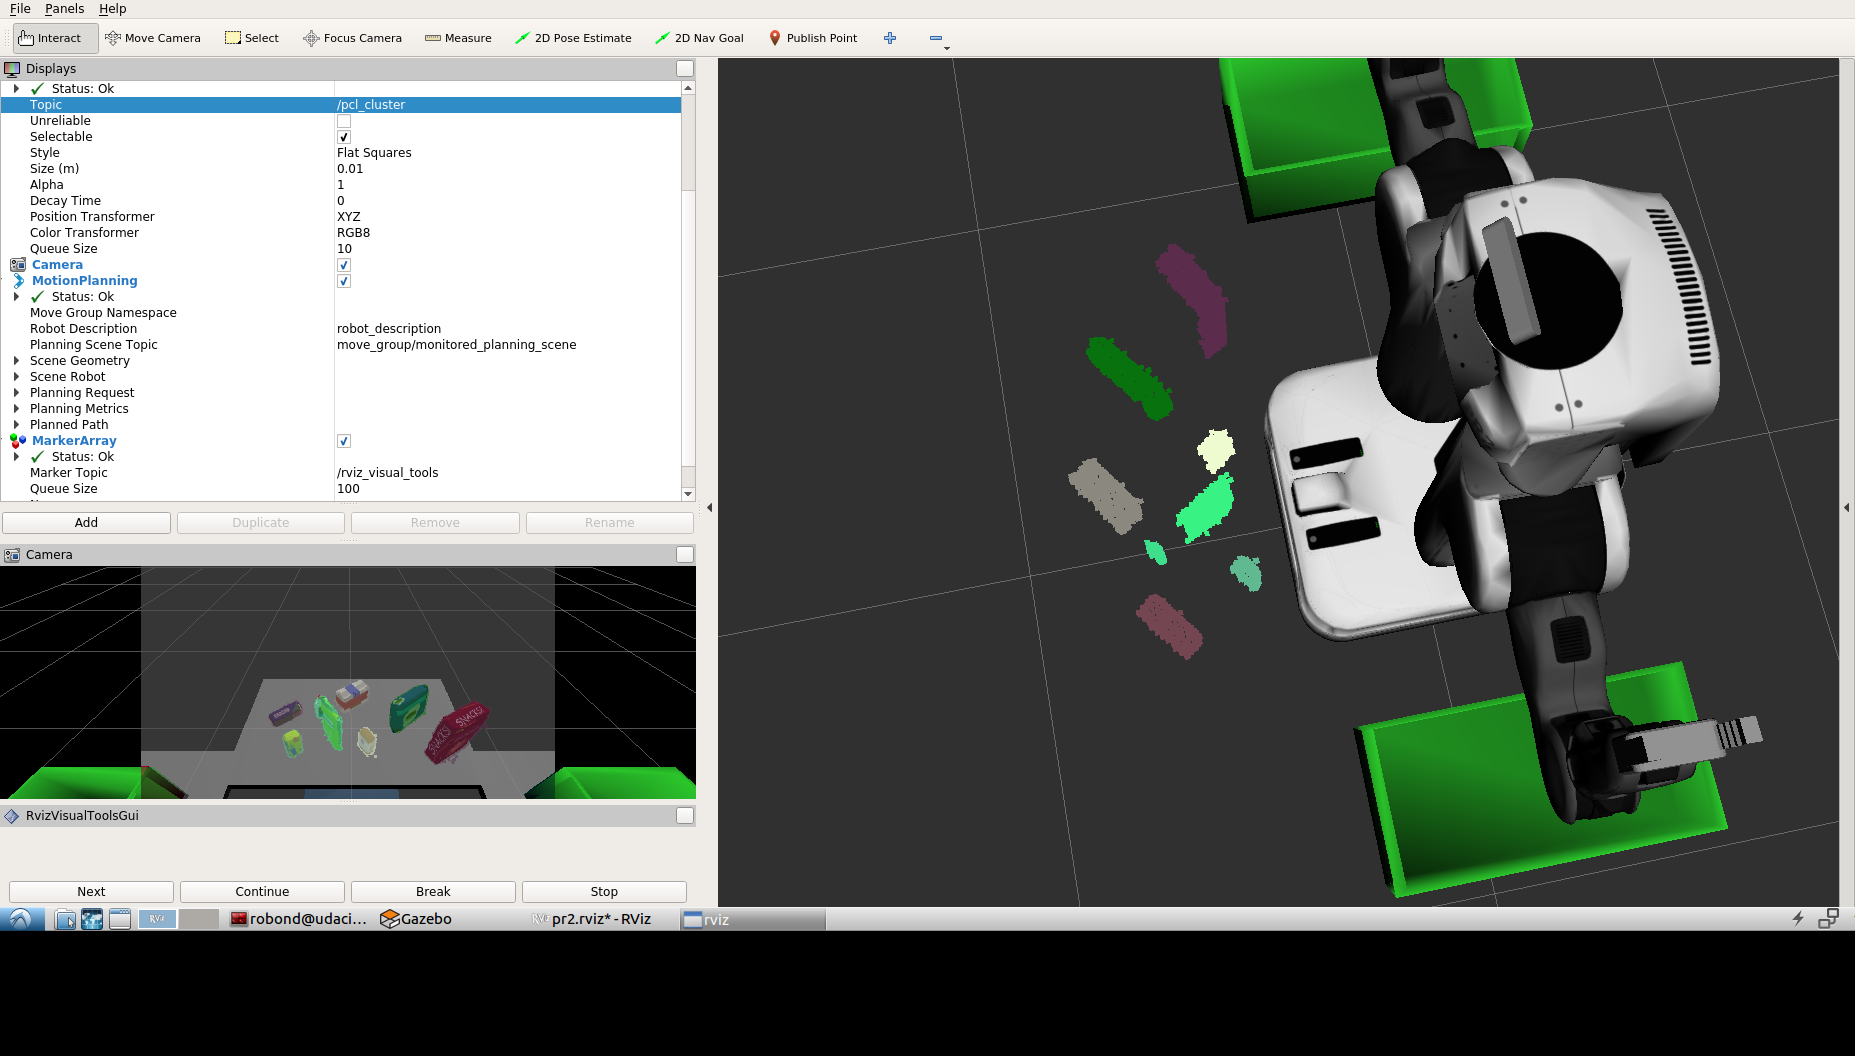 File Panels Help
Interact Move Camera Select Focus Camera Measure 2D Pose Estimate 2D Nav Goal Publish Point
Displays
Status: Ok
Topic /pcl_cluster
Unreliable
Selectable
Style Flat Squares
Size (m) 0.01
Alpha 1
Decay Time 0
Position Transformer XYZ
Color Transformer RGB8
Queue Size 10
Camera
MotionPlanning
Status: Ok
Move Group Namespace
Robot Description robot_description
Planning Scene Topic move_group/monitored_planning_scene
Scene Geometry
Scene Robot
Planning Request
Planning Metrics
Planned Path
MarkerArray
Status: Ok
Marker Topic /rviz_visual_tools
Queue Size 100
Add Duplicate Remove Rename
Camera
SNACKS!
SNACKS!
RvizVisualToolsGui
Next Continue Break Stop
RViz robond@udaci... Gazebo RViz pr2.rviz* - RViz rviz